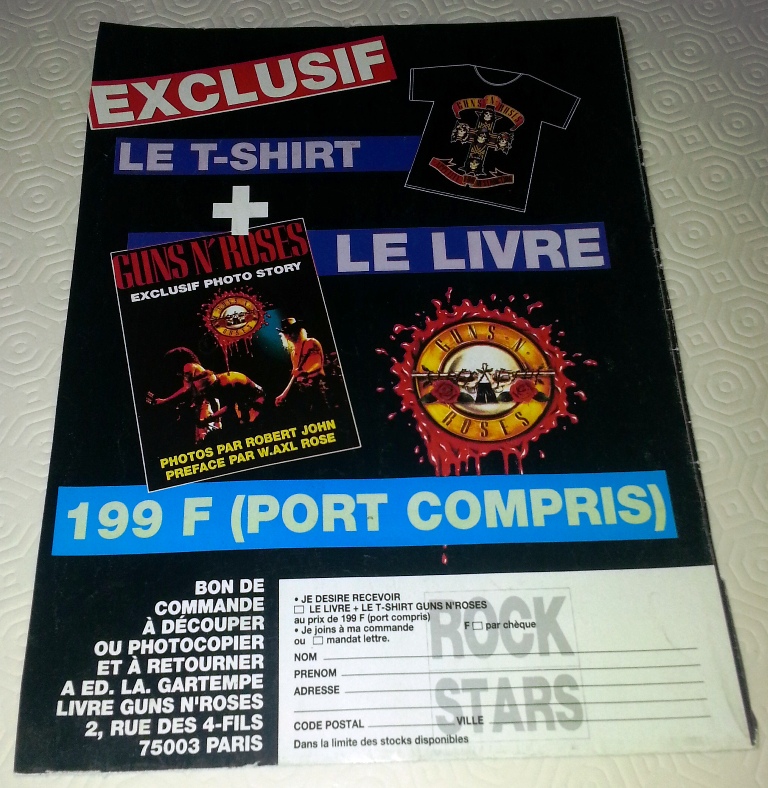 EXCLUSIF
GUNS N' ROSES
LE T-SHIRT
+
LE LIVRE
GUNS N' ROSES
EXCLUSIF PHOTO STORY
PHOTOS PAR ROBERT JOHN
PREFACE PAR W.AXL ROSE
GUNS N' ROSES
199 F (PORT COMPRIS)
BON DE
COMMANDE
À DÉCOUPER
OU PHOTOCOPIER
ET À RETOURNER
A ED. LA. GARTEMPE
LIVRE GUNS N'ROSES
2, RUE DES 4-FILS
75003 PARIS
ROCK
STARS
• JE DESIRE RECEVOIR
LE LIVRE + LE T-SHIRT GUNS N'ROSES
au prix de 199 F (port compris)
• Je joins à ma commande F par chèque
ou mandat lettre.
NOM
PRENOM
ADRESSE
CODE POSTAL VILLE
Dans la limite des stocks disponibles